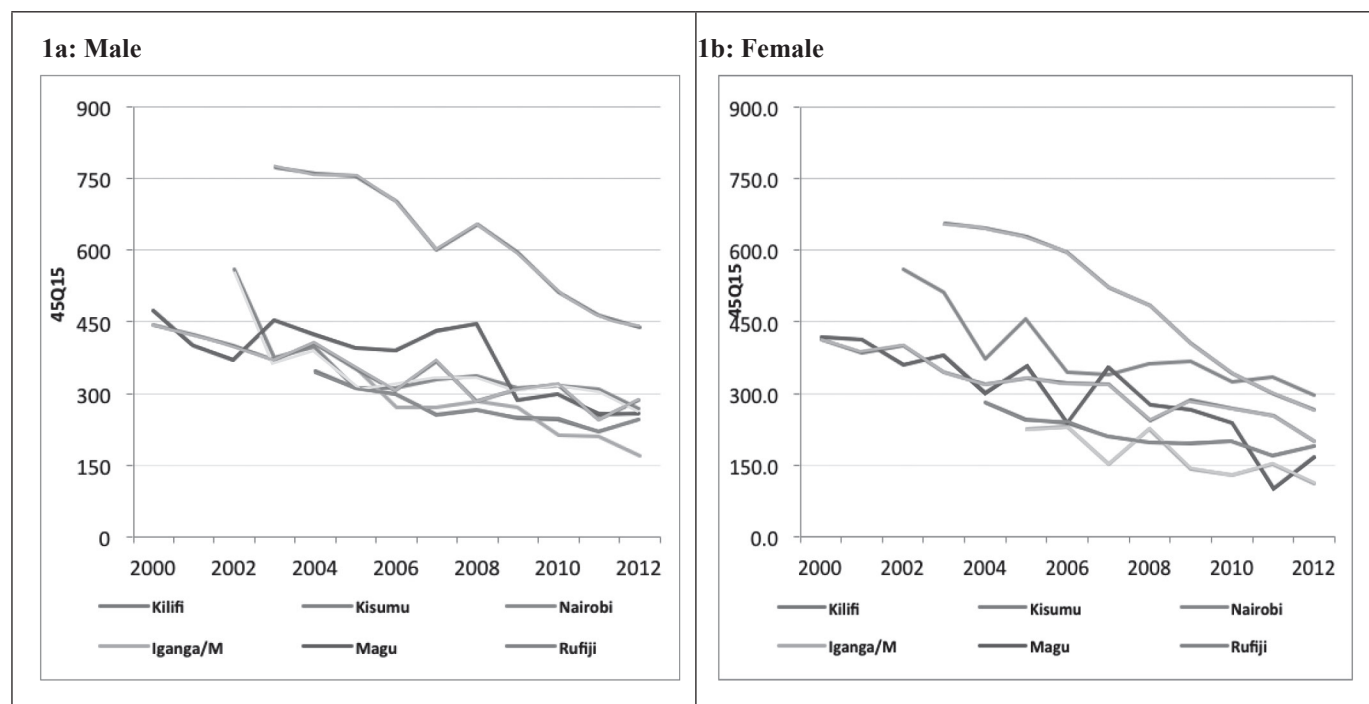 1a: Male
900
750
600
450
300
150
0
45Q15
2000 2002 2004 2006 2008 2010 2012
Kilifi Kisumu Nairobi
Iganga/M Magu Rufiji
1b: Female
900.0
750.0
600.0
450.0
300.0
150.0
0.0
45Q15
2000 2002 2004 2006 2008 2010 2012
Kilifi Kisumu Nairobi
Iganga/M Magu Rufiji